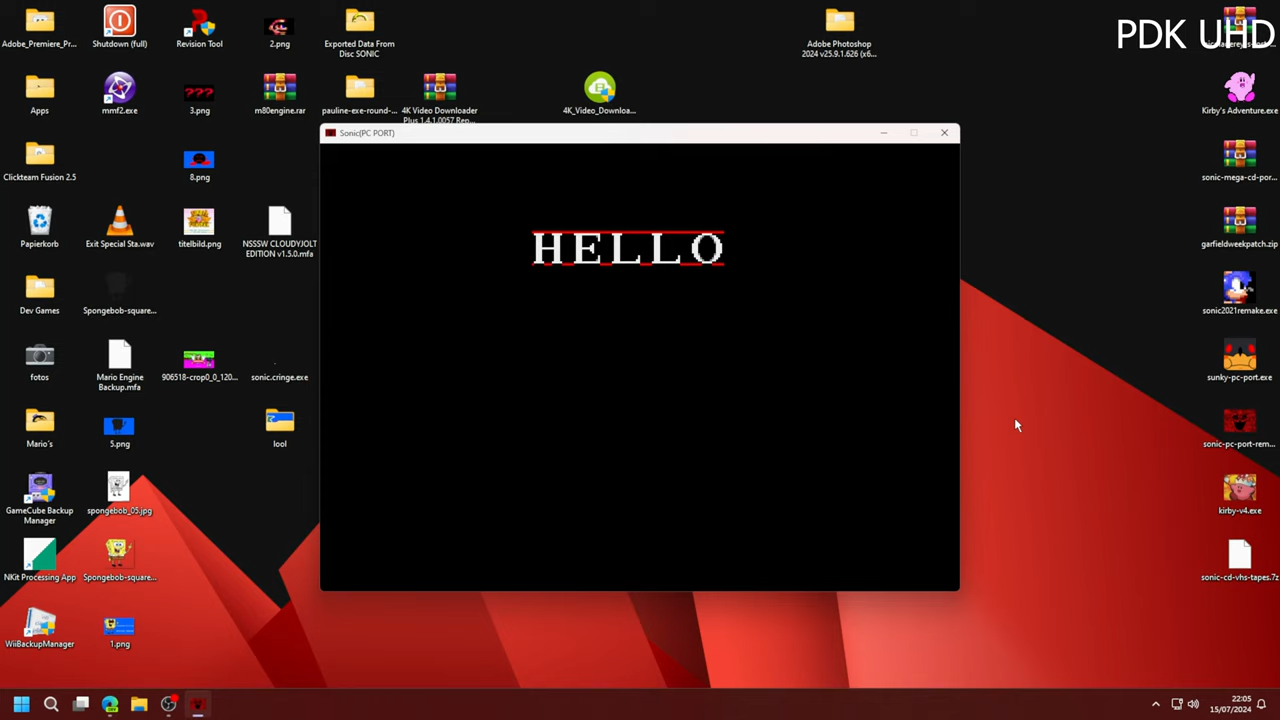 Adobe_Premiere_Pr...
Shutdown (full)
Revision Tool
2.png
Exported Data From
Disc SONIC
Adobe Photoshop
2024 v25.9.1.626 (x6...
PDK UHD
Apps
mmf2.exe
3.png
m80engine.rar
pauline-exe-round-...
4K Video Downloader
Plus 1.4.1.0057 Rep...
4K_Video_Downloa...
Kirby's Adventure.exe
Sonic(PC PORT)
HELLO
Clickteam Fusion 2.5
8.png
sonic-mega-cd-por...
Papierkorb
Exit Special Sta.wav
titelbild.png
NSSSW CLOUDYJOLT
EDITION v1.5.0.mfa
garfieldweekpatch.zip
Dev Games
Spongebob-square...
sonic2021remake.exe
fotos
Mario Engine
Backup.mfa
906518-crop0_0_120...
sonic.cringe.exe
sunky-pc-port.exe
Mario´s
5.png
lool
sonic-pc-port-rem...
GameCube Backup
Manager
spongebob_05.jpg
kirby-v4.exe
NKit Processing App
Spongebob-square...
sonic-cd-vhs-tapes.7z
WiiBackupManager
1.png
22:05
15/07/2024